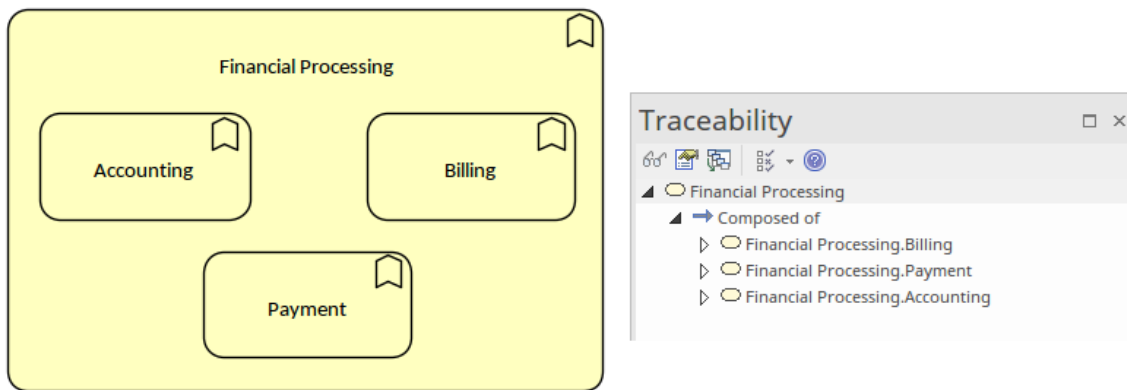 Financial Processing
Accounting
Billing
Payment
Traceability
Financial Processing
Composed of
Financial Processing.Billing
Financial Processing.Payment
Financial Processing.Accounting